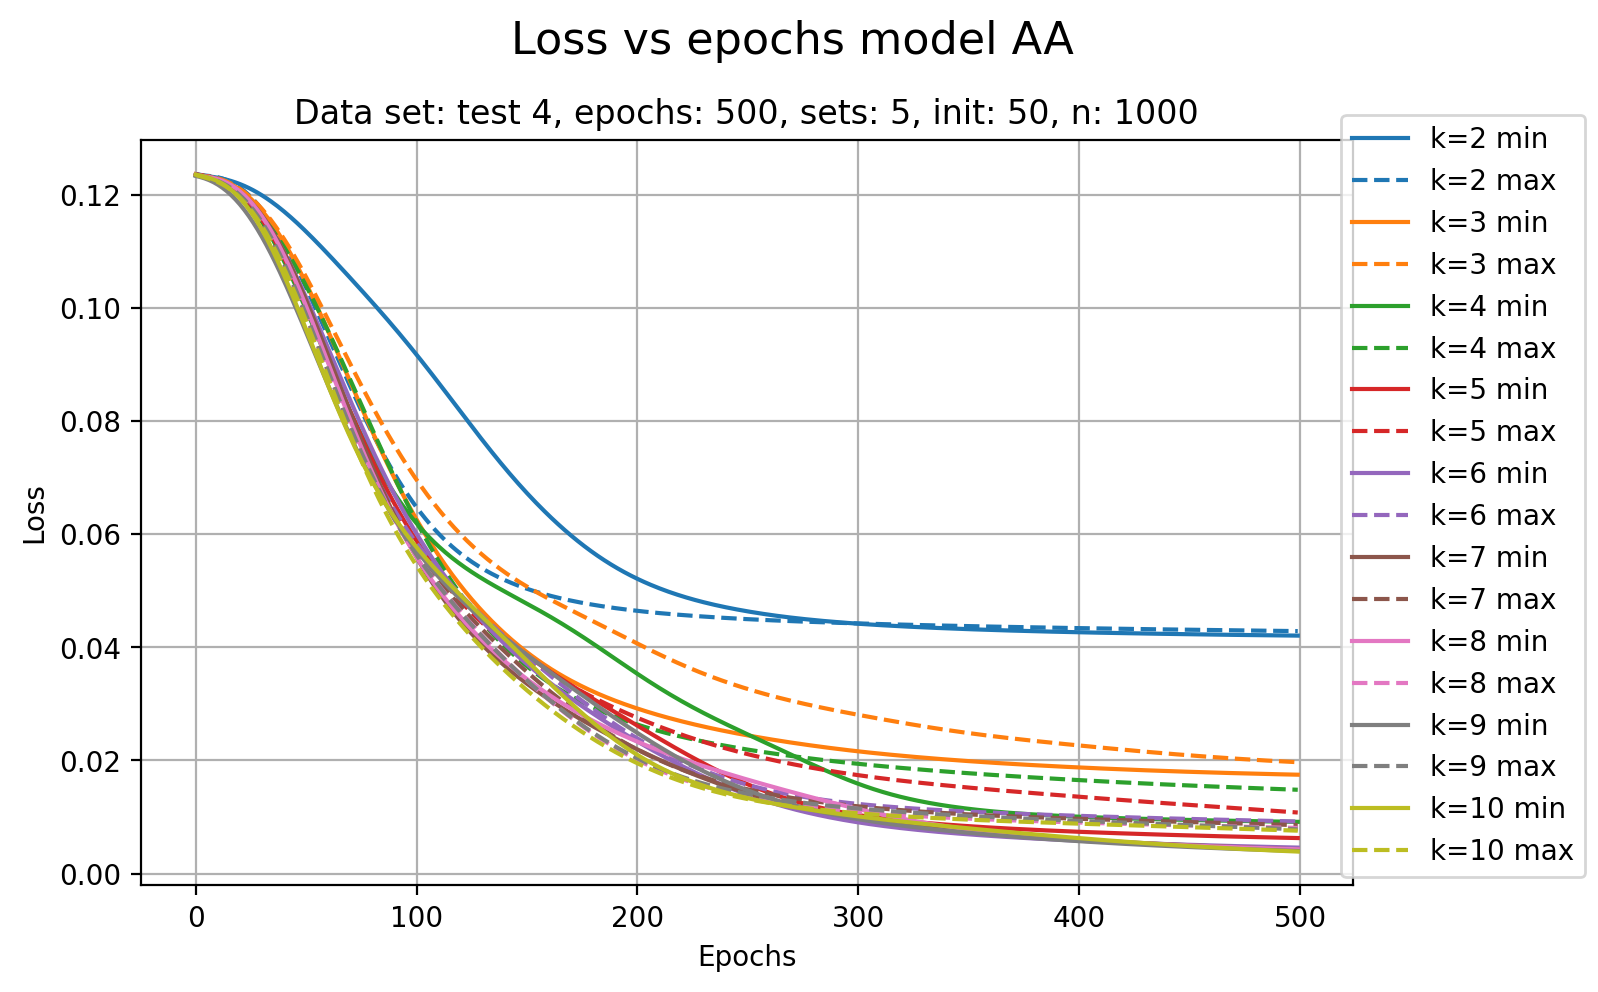 Loss vs epochs model AA
Data set: test 4, epochs: 500, sets: 5, init: 50, n: 1000
k=2 min
k=2 max
k=3 min
k=3 max
k=4 min
k=4 max
k=5 min
k=5 max
k=6 min
k=6 max
k=7 min
k=7 max
k=8 min
k=8 max
k=9 min
k=9 max
k=10 min
k=10 max
Loss
0.12
0.10
0.08
0.06
0.04
0.02
0.00
0 100 200 300 400 500
Epochs